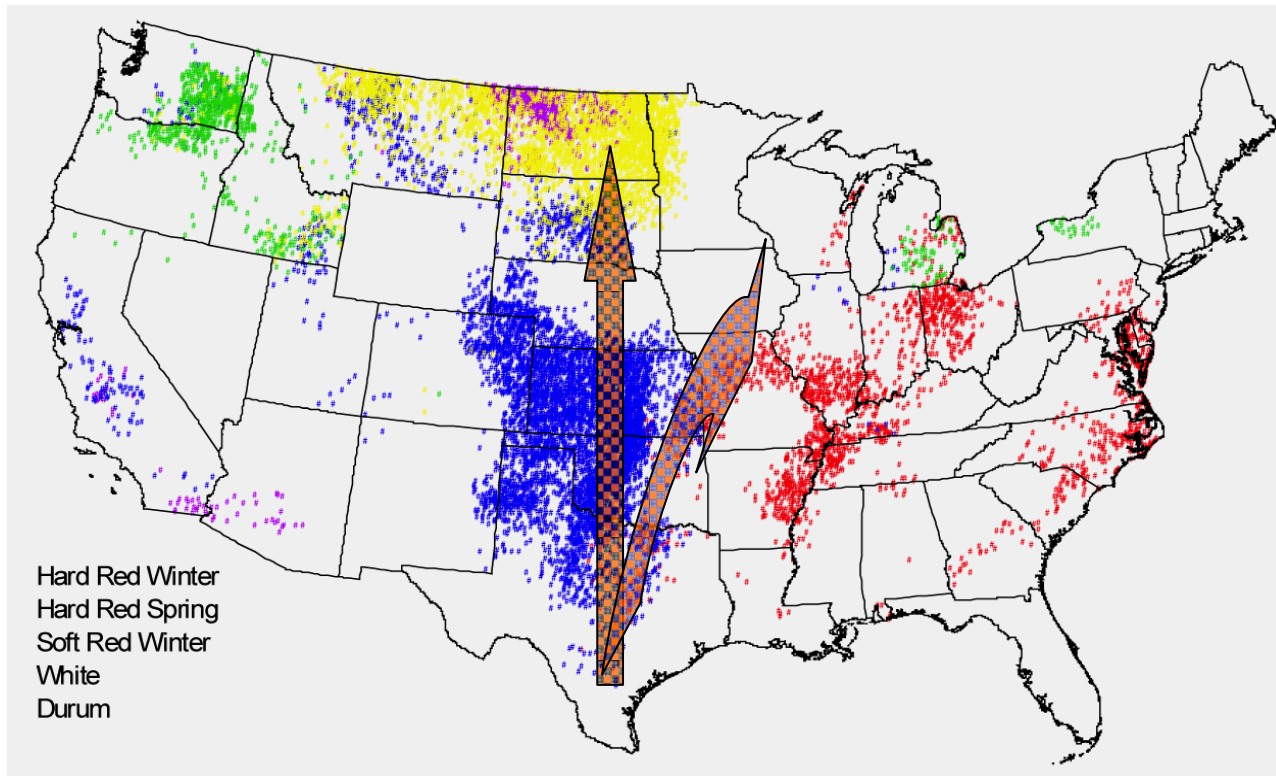 Hard Red Winter
Hard Red Spring
Soft Red Winter
White
Durum